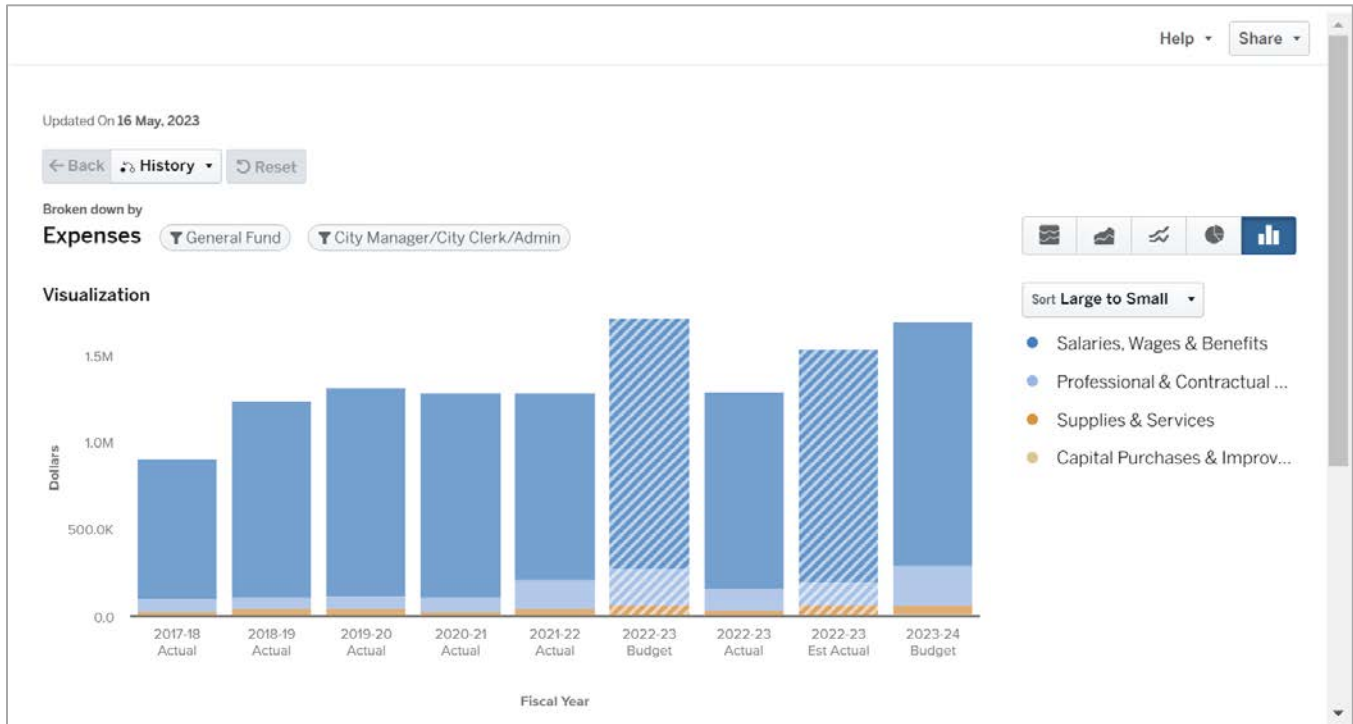 Help
Share
Updated On 16 May, 2023
Back
History
Reset
Broken down by
Expenses
General Fund
City Manager/City Clerk/Admin
Visualization
Sort Large to Small
Salaries, Wages & Benefits
Professional & Contractual ...
Supplies & Services
Capital Purchases & Improv...
Dollars
1.5M
1.0M
500.0K
0.0
2017-18 Actual
2018-19 Actual
2019-20 Actual
2020-21 Actual
2021-22 Actual
2022-23 Budget
2022-23 Actual
2022-23 Est Actual
2023-24 Budget
Fiscal Year